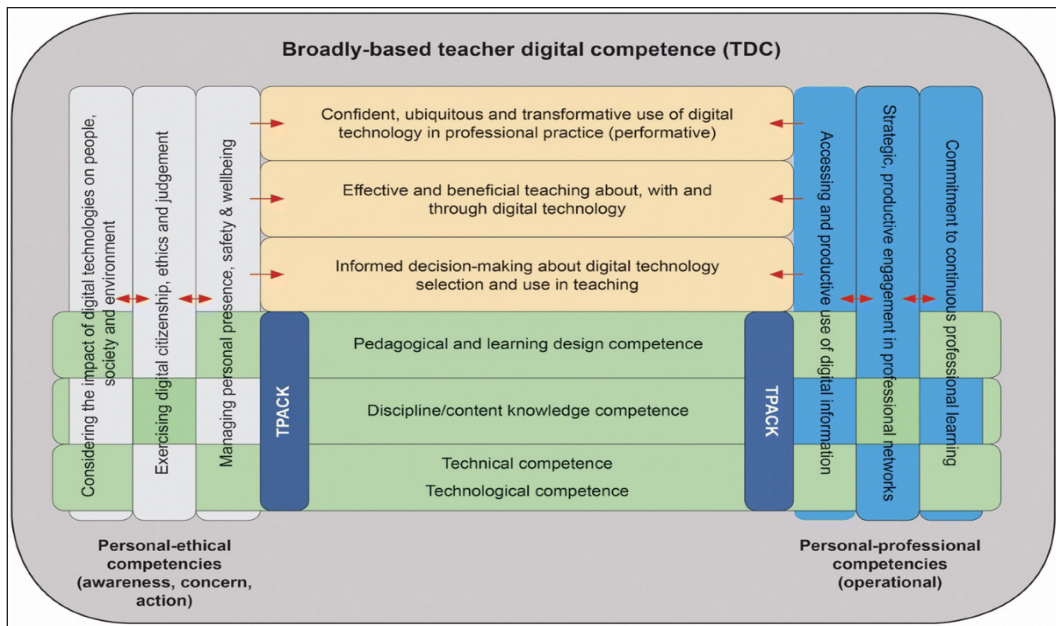 Broadly-based teacher digital competence (TDC)
Considering the impact of digital technologies on people,
society and environment
Exercising digital citizenship, ethics and judgement
Managing personal presence, safety & wellbeing
Confident, ubiquitous and transformative use of digital
technology in professional practice (performative)
Effective and beneficial teaching about, with and
through digital technology
Informed decision-making about digital technology
selection and use in teaching
TPACK
Pedagogical and learning design competence
Discipline/content knowledge competence
Technical competence
Technological competence
TPACK
Accessing and productive use of digital information
Strategic, productive engagement in professional networks
Commitment to continuous professional learning
Personal-ethical
competencies
(awareness, concern,
action)
Personal-professional
competencies
(operational)